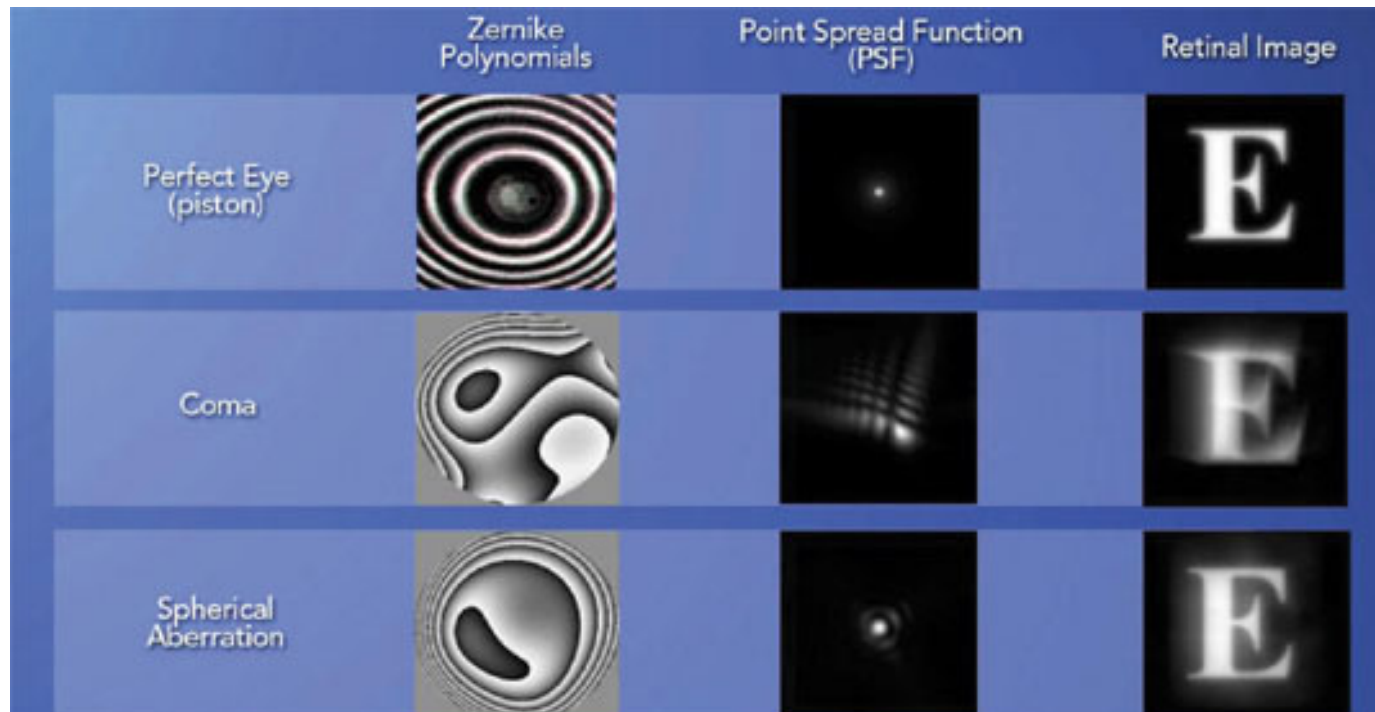 Zernike
Polynomials
Point Spread Function
(PSF)
Retinal Image
Perfect Eye
(piston)
E
Coma
E
Spherical
Aberration
E